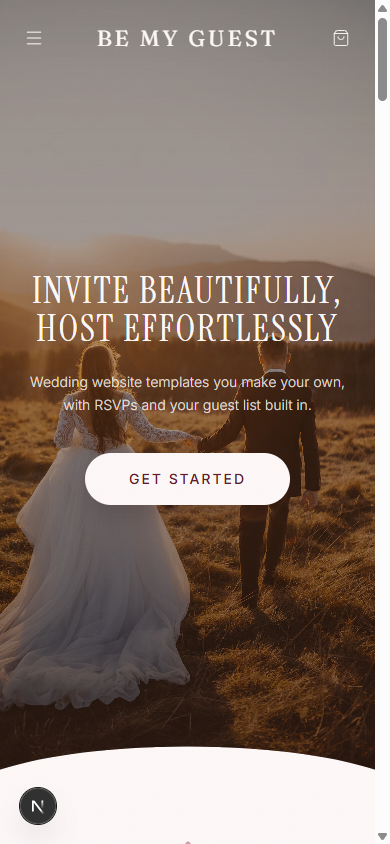 BE MY GUEST
INVITE BEAUTIFULLY,
HOST EFFORTLESSLY
Wedding website templates you make your own,
with RSVPs and your guest list built in.
GET STARTED
N